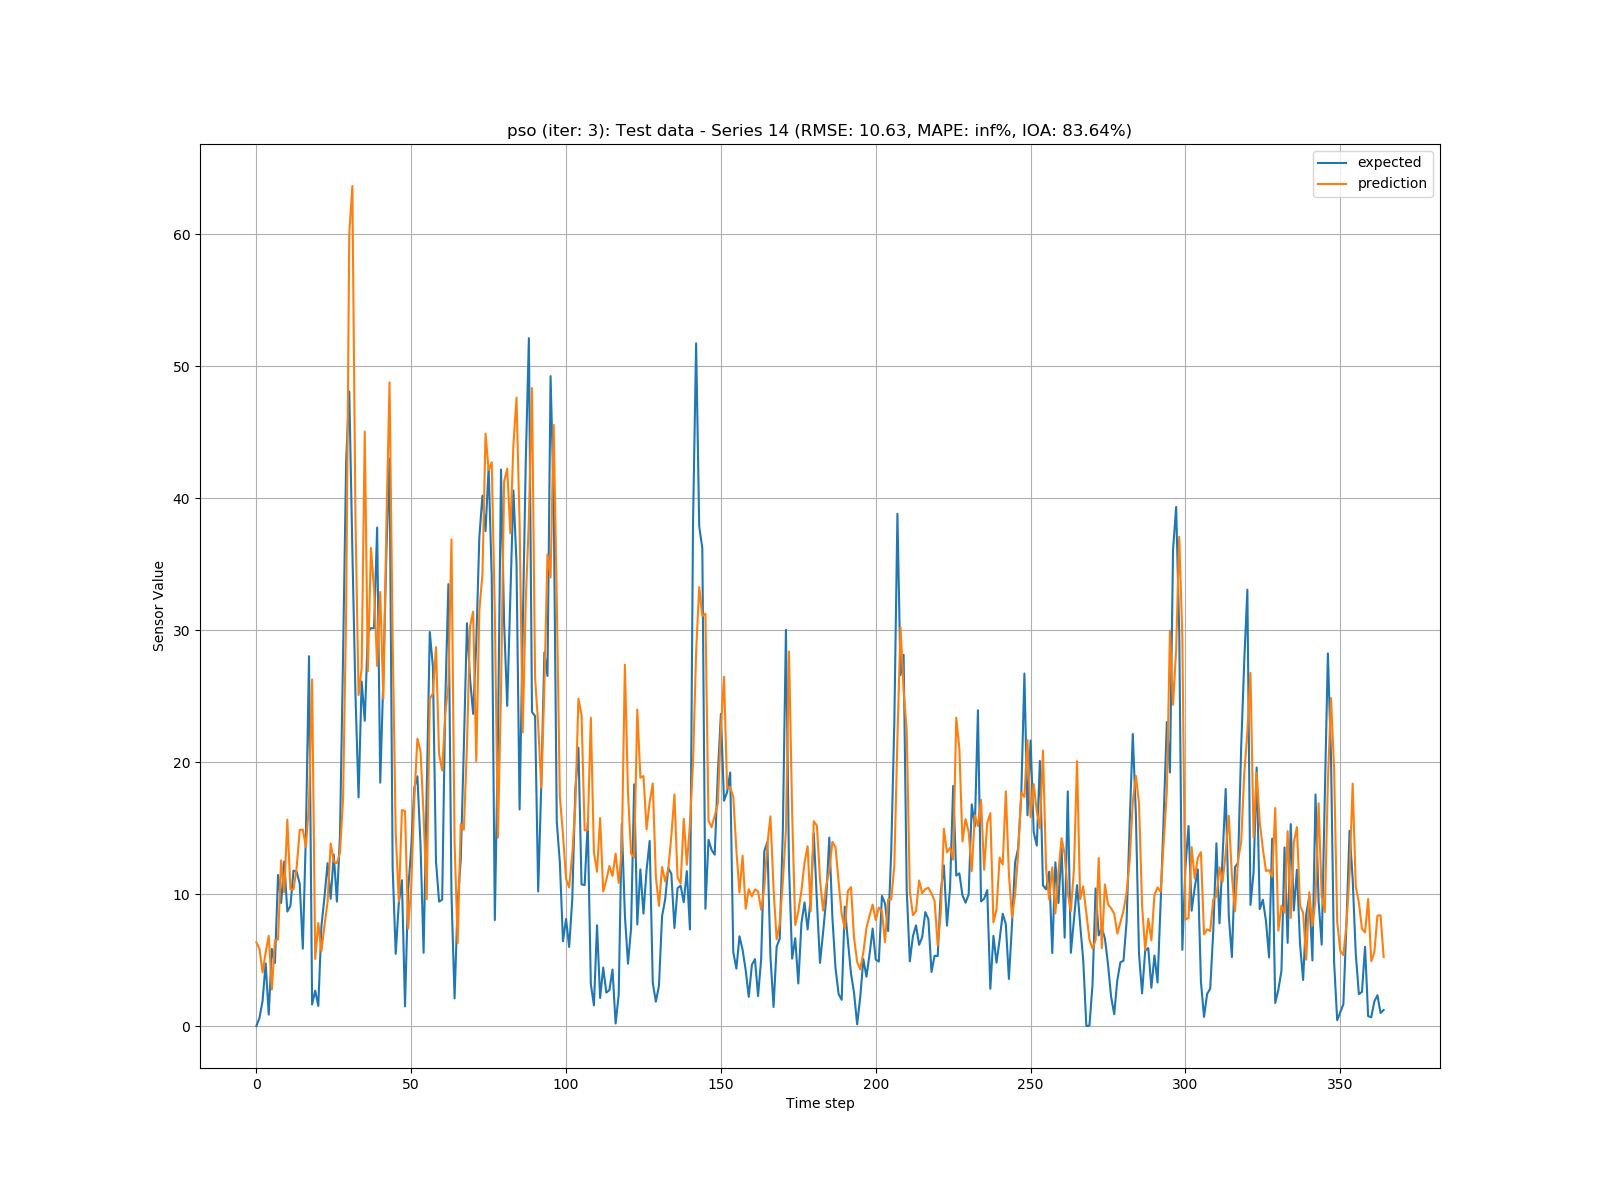 pso (iter: 3): Test data - Series 14 (RMSE: 10.63, MAPE: inf%, IOA: 83.64%)
expected
prediction
60
50
40
30
20
10
0
Sensor Value
0 50 100 150 200 250 300 350
Time step